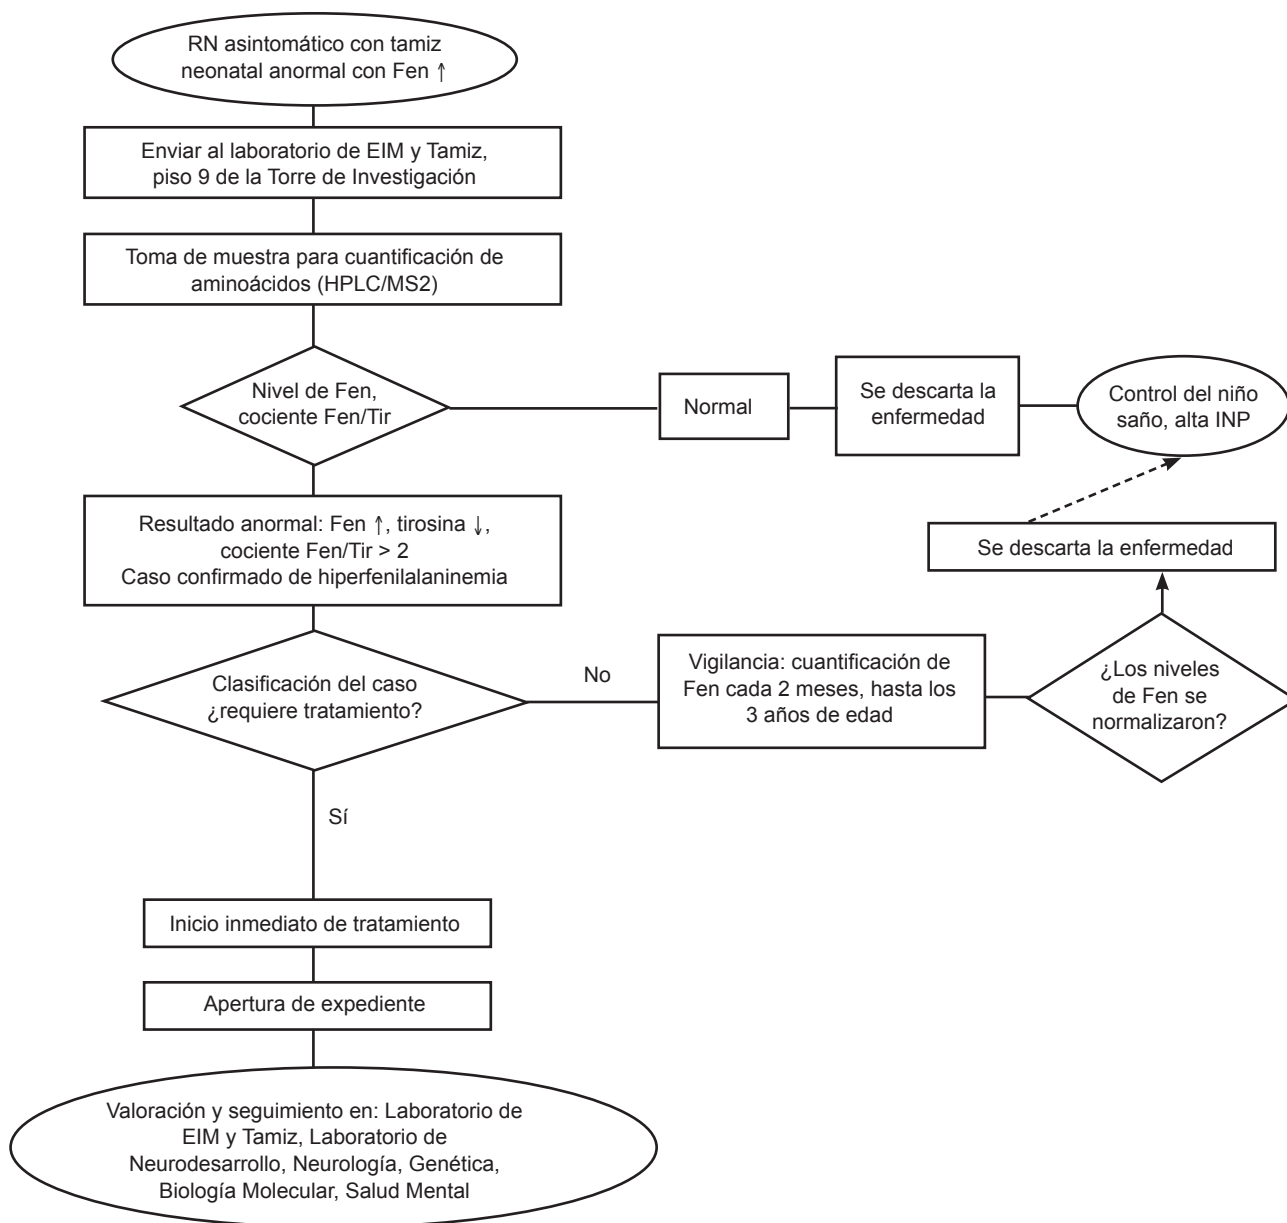 RN asintomático con tamiz
neonatal anormal con Fen ↑
Enviar al laboratorio de EIM y Tamiz,
piso 9 de la Torre de Investigación
Toma de muestra para cuantificación de
aminoácidos (HPLC/MS2)
Nivel de Fen,
cociente Fen/Tir
Normal
Se descarta la
enfermedad
Control del niño
saño, alta INP
Resultado anormal: Fen ↑, tirosina ↓,
cociente Fen/Tir > 2
Caso confirmado de hiperfenilalaninemia
Se descarta la enfermedad
Clasificación del caso
¿requiere tratamiento?
No
Vigilancia: cuantificación de
Fen cada 2 meses, hasta los
3 años de edad
¿Los niveles
de Fen se
normalizaron?
Sí
Inicio inmediato de tratamiento
Apertura de expediente
Valoración y seguimiento en: Laboratorio de
EIM y Tamiz, Laboratorio de
Neurodesarrollo, Neurología, Genética,
Biología Molecular, Salud Mental